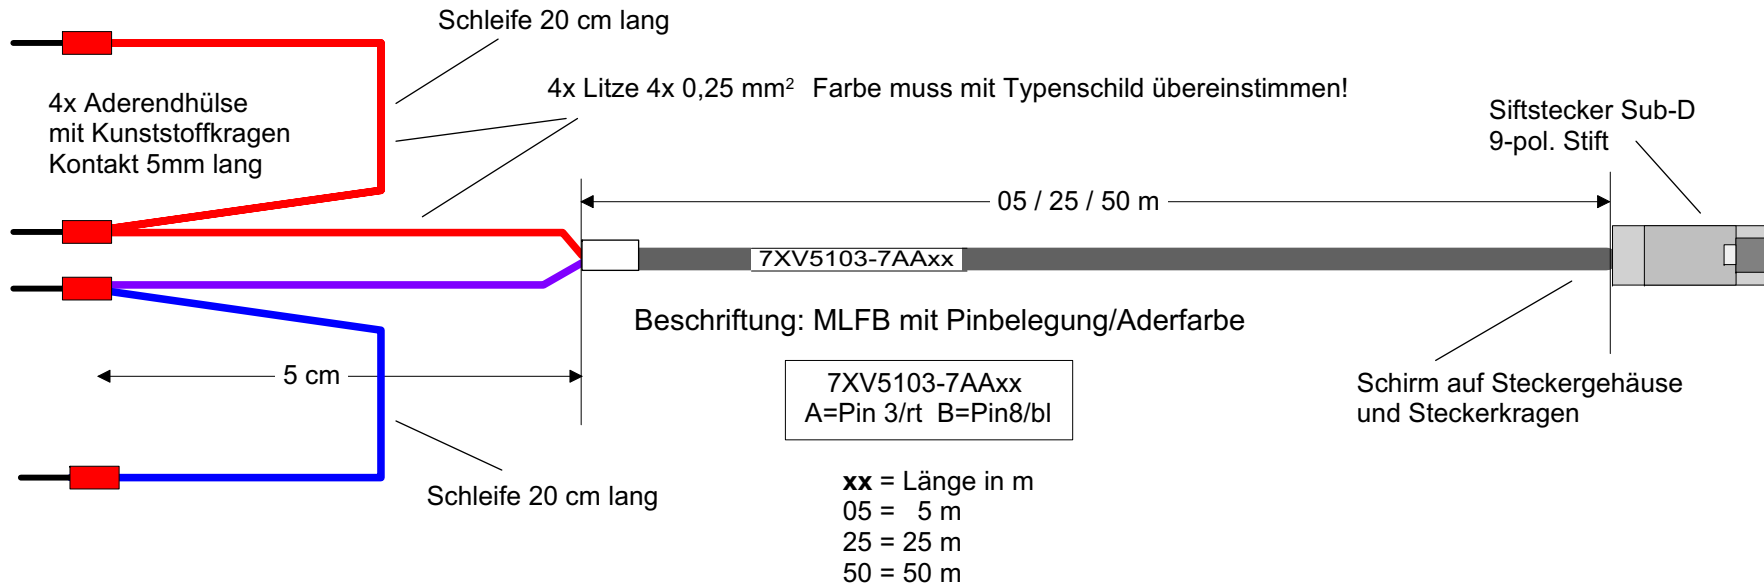 Schleife 20 cm lang
4x Litze 4x 0,25 mm² Farbe muss mit Typenschild übereinstimmen!
4x Aderendhülse
mit Kunststoffkragen
Kontakt 5mm lang
Siftstecker Sub-D
9-pol. Stift
05 / 25 / 50 m
7XV5103-7AAxx
Beschriftung: MLFB mit Pinbelegung/Aderfarbe
5 cm
7XV5103-7AAxx
A=Pin 3/rt B=Pin8/bl
Schirm auf Steckergehäuse
und Steckerkragen
Schleife 20 cm lang
xx = Länge in m
05 = 5 m
25 = 25 m
50 = 50 m